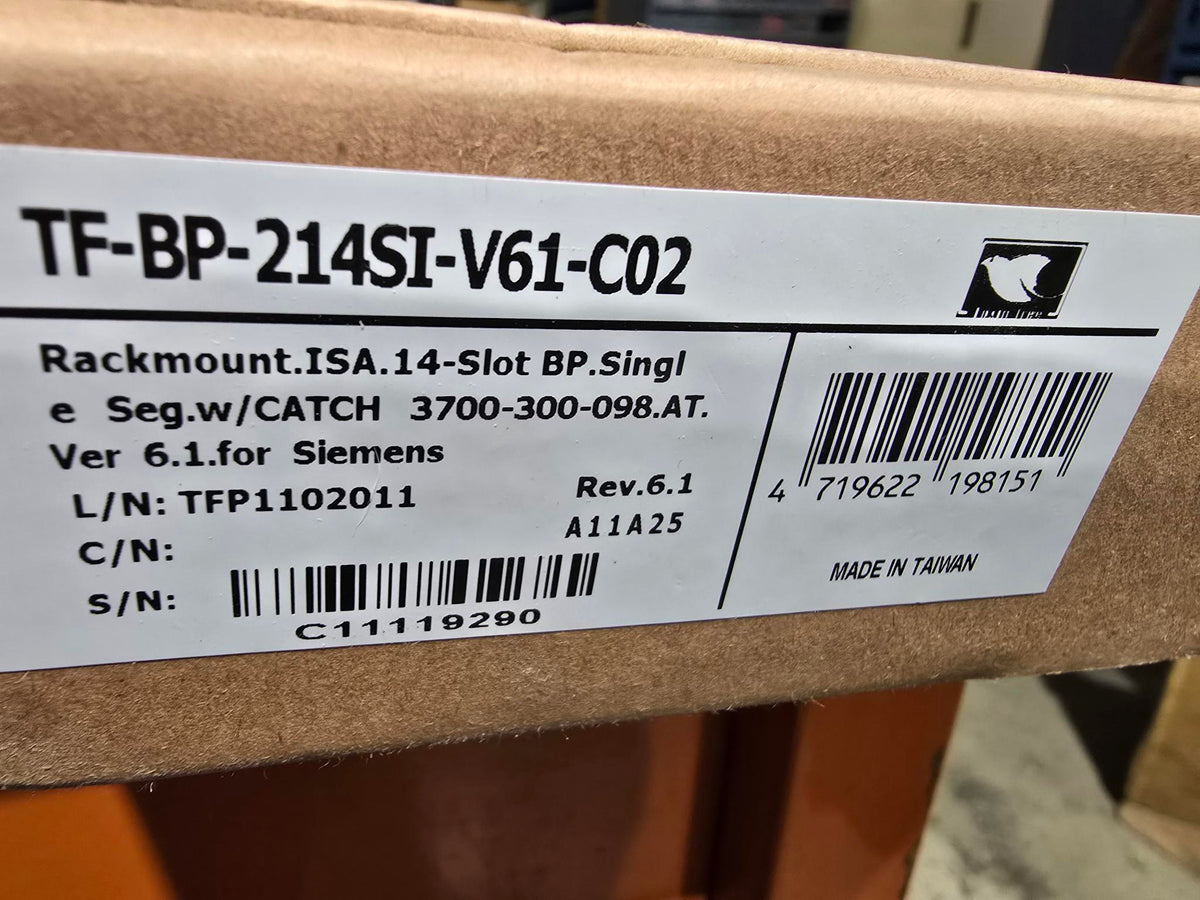 TF-BP-214SI-V61-C02
Rackmount.ISA.14-Slot BP.Singl
e Seg.w/CATCH 3700-300-098.AT.
Ver 6.1.for Siemens
L/N: TFP1102011
Rev.6.1
C/N:
A11A25
S/N:
C11119290
4 719622 198151
MADE IN TAIWAN